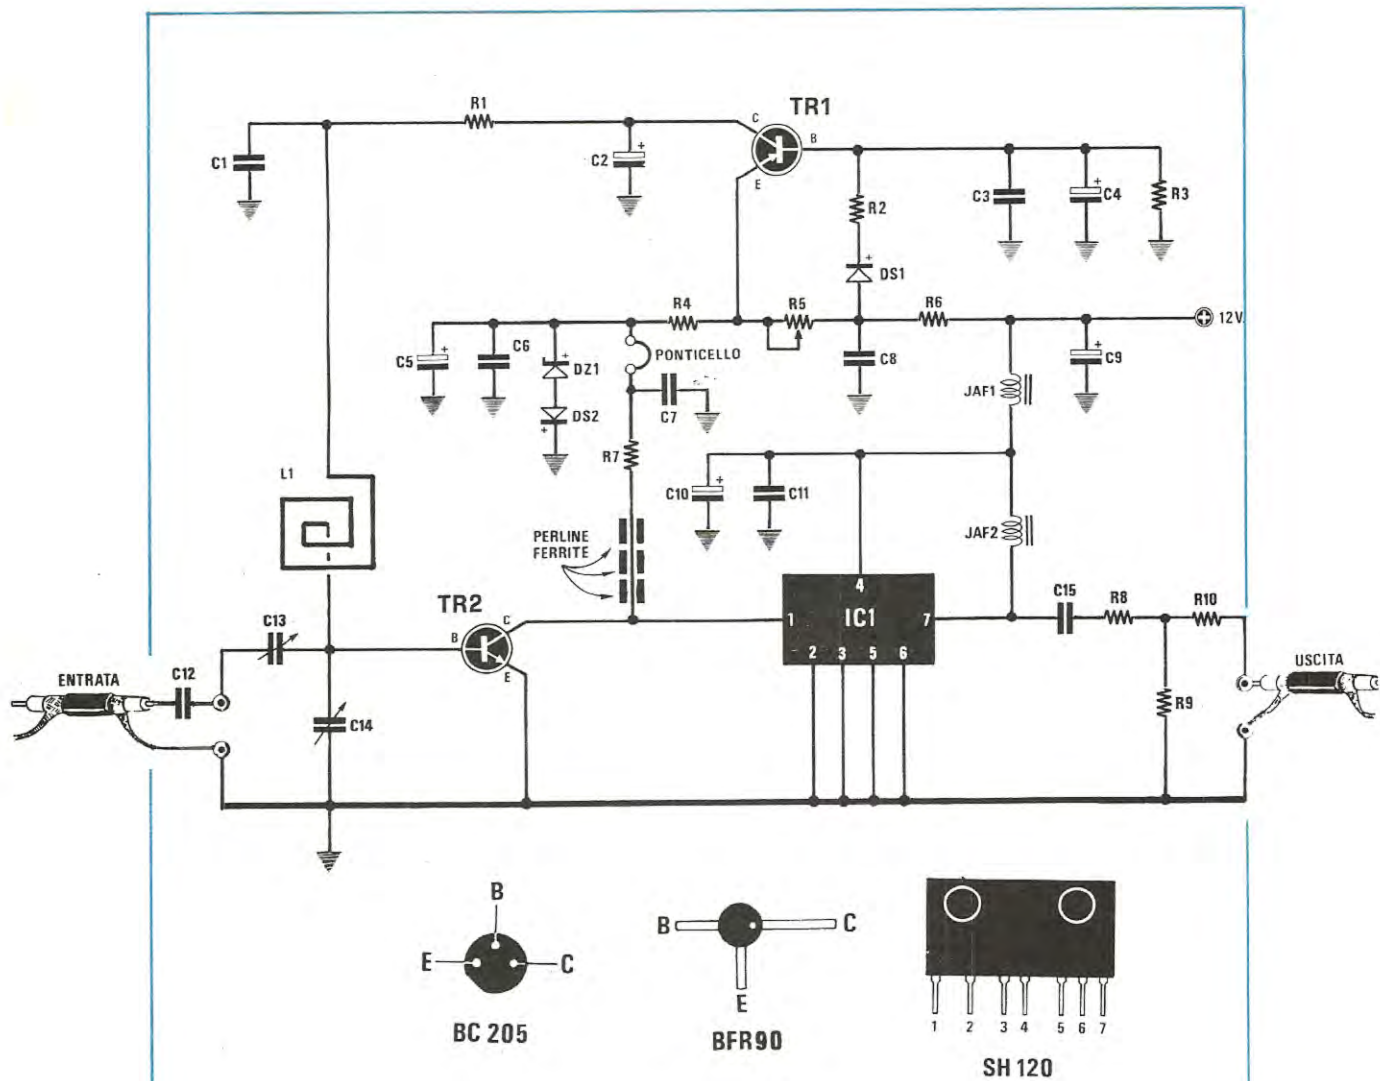 TR1
R1
C
B
E
C1
C2 +
R2
C3
C4 +
R3
DS1 +
R4
R5
R6
12V.
C5 +
C6
DZ1 +
DS2 +
PONTICELLO
C7
C8
C9 +
JAF1
R7
L1
C10 +
C11
JAF2
PERLINE
FERRITE
TR2
C
B
E
IC1
4
1
7
2 3 5 6
C15
R8
R10
R9
C13
C12
C14
ENTRATA
USCITA
B
E
C
BC 205
B
C
E
BFR90
1 2 3 4 5 6 7
SH 120